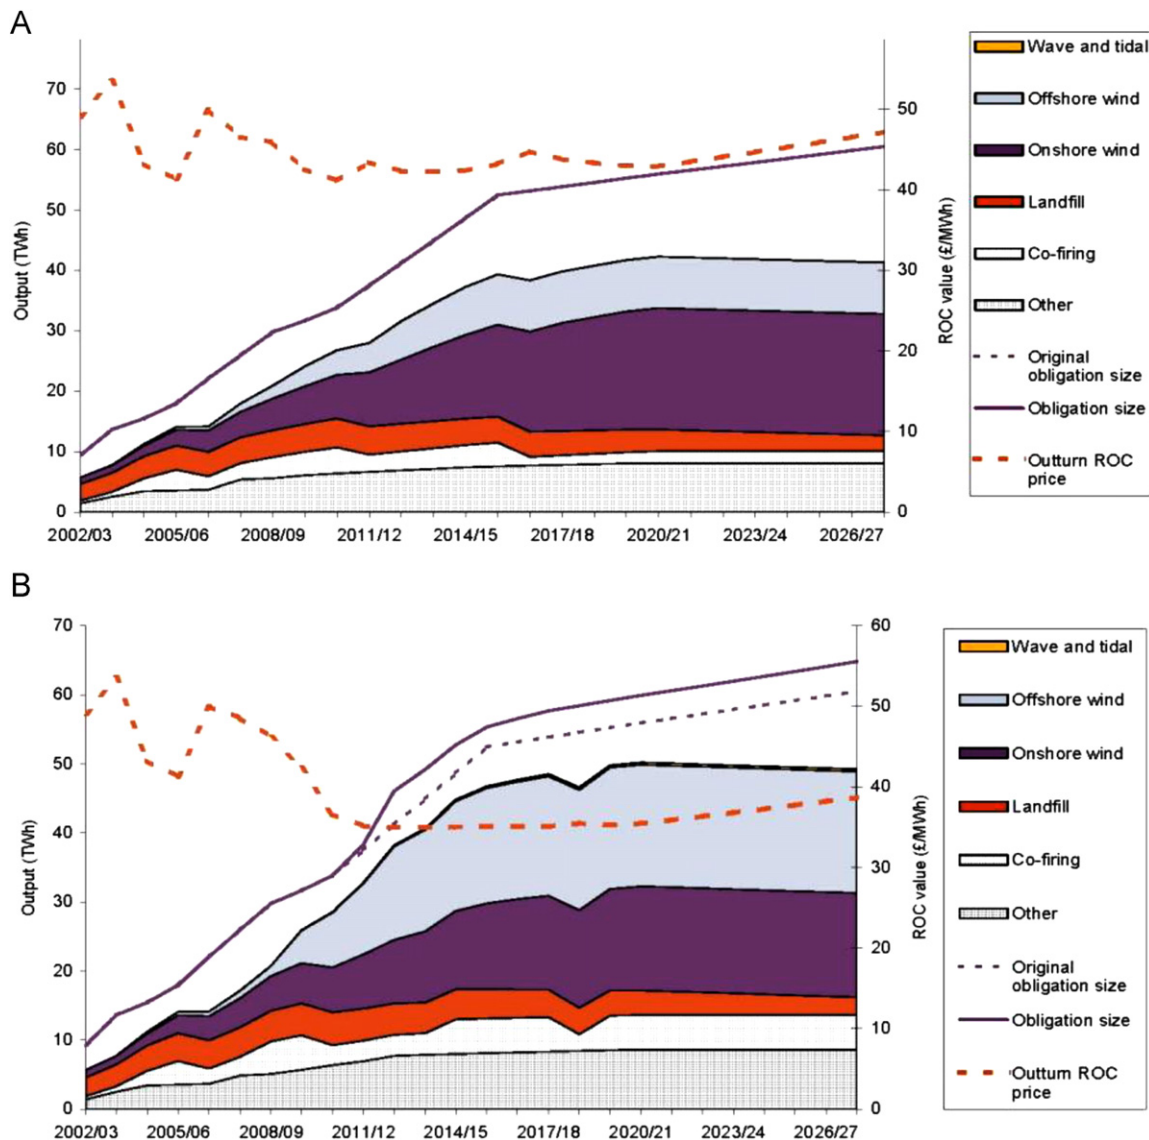 A
70
60
50
40
30
20
10
0
Output (TWh)
50
40
30
20
10
0
ROC value (£/MWh)
2002/03 2005/06 2008/09 2011/12 2014/15 2017/18 2020/21 2023/24 2026/27
Wave and tidal
Offshore wind
Onshore wind
Landfill
Co-firing
Other
Original
obligation size
Obligation size
Outturn ROC
price
B
70
60
50
40
30
20
10
0
Output (TWh)
60
50
40
30
20
10
0
ROC value (£/MWh)
2002/03 2005/06 2008/09 2011/12 2014/15 2017/18 2020/21 2023/24 2026/27
Wave and tidal
Offshore wind
Onshore wind
Landfill
Co-firing
Other
Original
obligation size
Obligation size
Outturn ROC
price